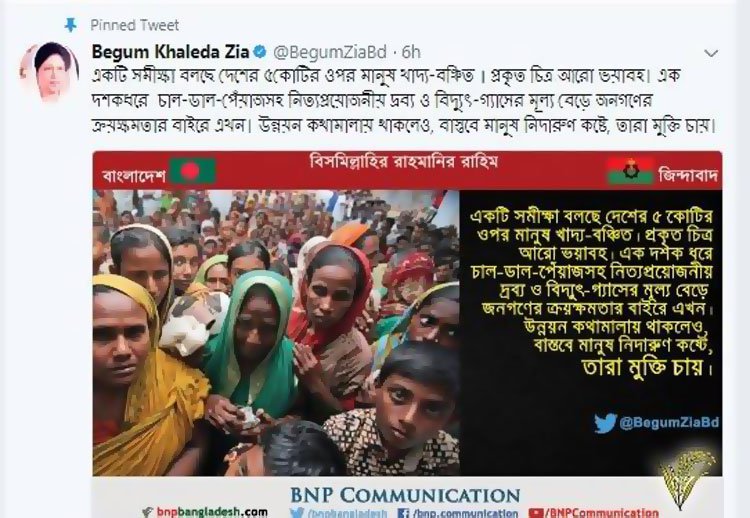 Pinned Tweet
Begum Khaleda Zia @BegumZiaBd · 6h
একটি সমীক্ষা বলছে দেশের ৫কোটির ওপর মানুষ খাদ্য-বঞ্চিত । প্রকৃত চিত্র আরো ভয়াবহ। এক
দশকধরে চাল-ডাল-পেঁয়াজসহ নিত্যপ্রয়োজনীয় দ্রব্য ও বিদ্যুৎ-গ্যাসের মূল্য বেড়ে জনগণের
ক্রয়ক্ষমতার বাইরে এখন। উন্নয়ন কথামালায় থাকলেও, বাস্তবে মানুষ নিদারুণ কষ্টে, তারা মুক্তি চায়।
বিসমিল্লাহির রাহমানির রাহিম
বাংলাদেশ
জিন্দাবাদ
একটি সমীক্ষা বলছে দেশের ৫ কোটির
ওপর মানুষ খাদ্য-বঞ্চিত। প্রকৃত চিত্র
আরো ভয়াবহ। এক দশক ধরে
চাল-ডাল-পেঁয়াজসহ নিত্যপ্রয়োজনীয়
দ্রব্য ও বিদ্যুৎ-গ্যাসের মূল্য বেড়ে
জনগণের ক্রয়ক্ষমতার বাইরে এখন।
উন্নয়ন কথামালায় থাকলেও,
বাস্তবে মানুষ নিদারুণ কষ্টে,
তারা মুক্তি চায়।
@BegumZiaBd
BNP COMMUNICATION
bnpbangladesh.com /bnpbangladesh /bnp.communication /BNPCommunication